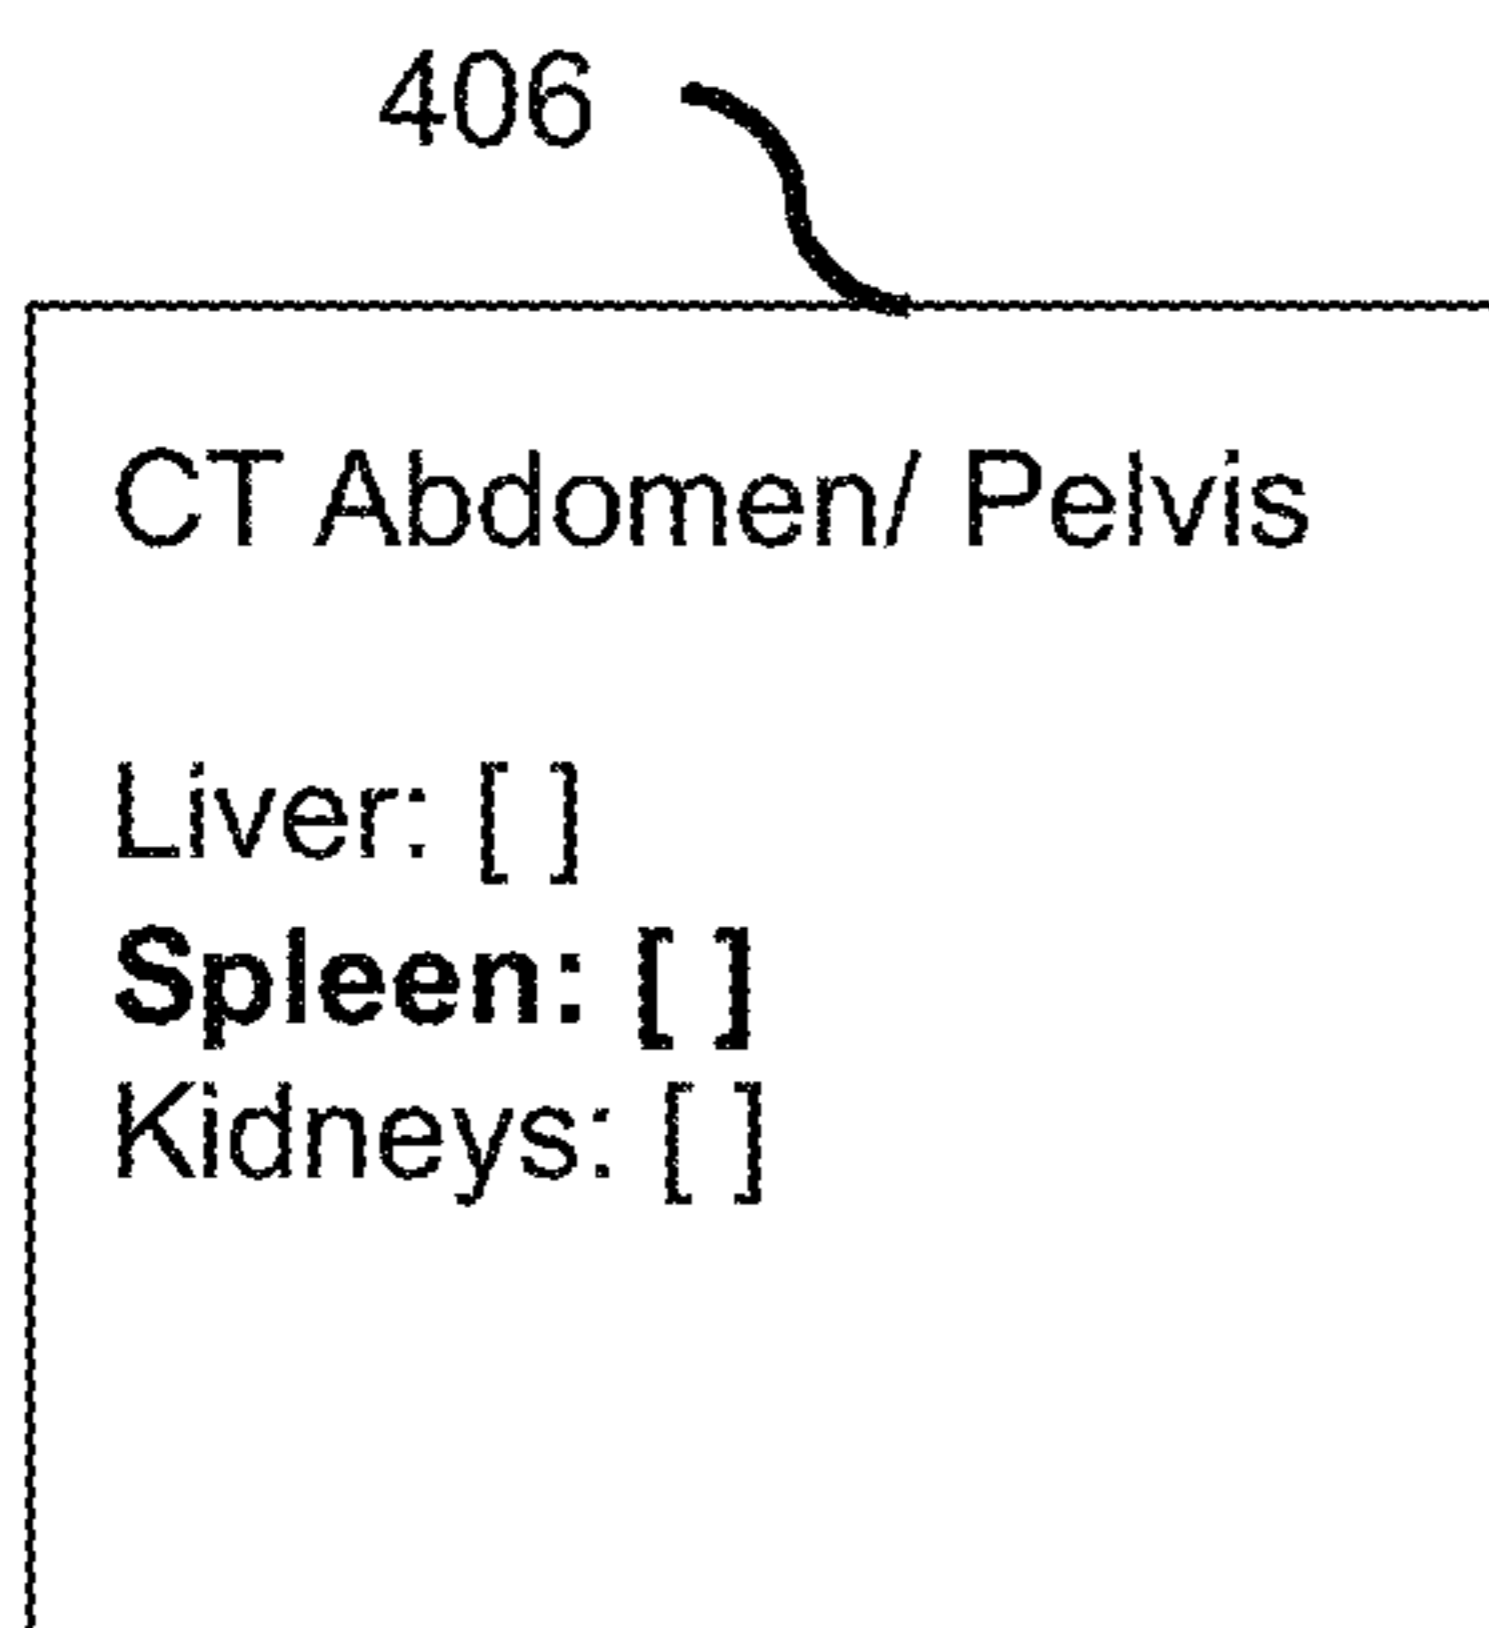 406
CT Abdomen/ Pelvis
Liver: [ ]
Spleen: [ ]
Kidneys: [ ]